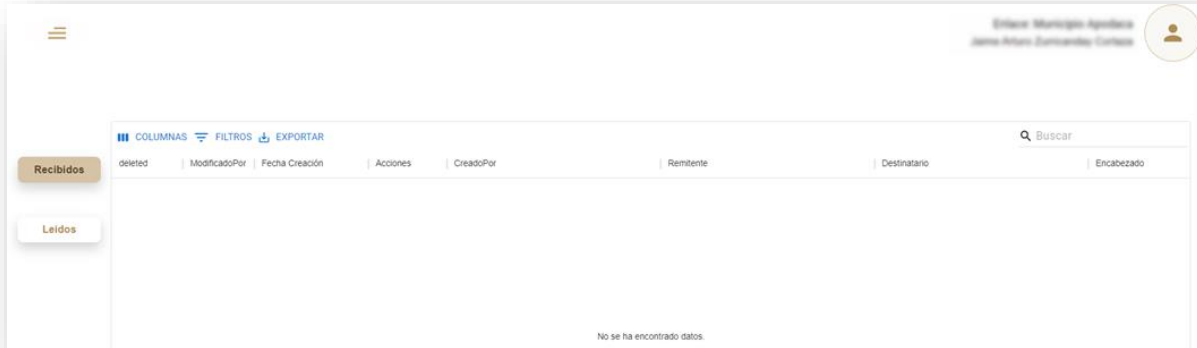 COLUMNAS FILTROS EXPORTAR Buscar
deleted ModificadoPor Fecha Creación Acciones CreadoPor Remitente Destinatario Encabezado
Recibidos
Leídos
No se ha encontrado datos.